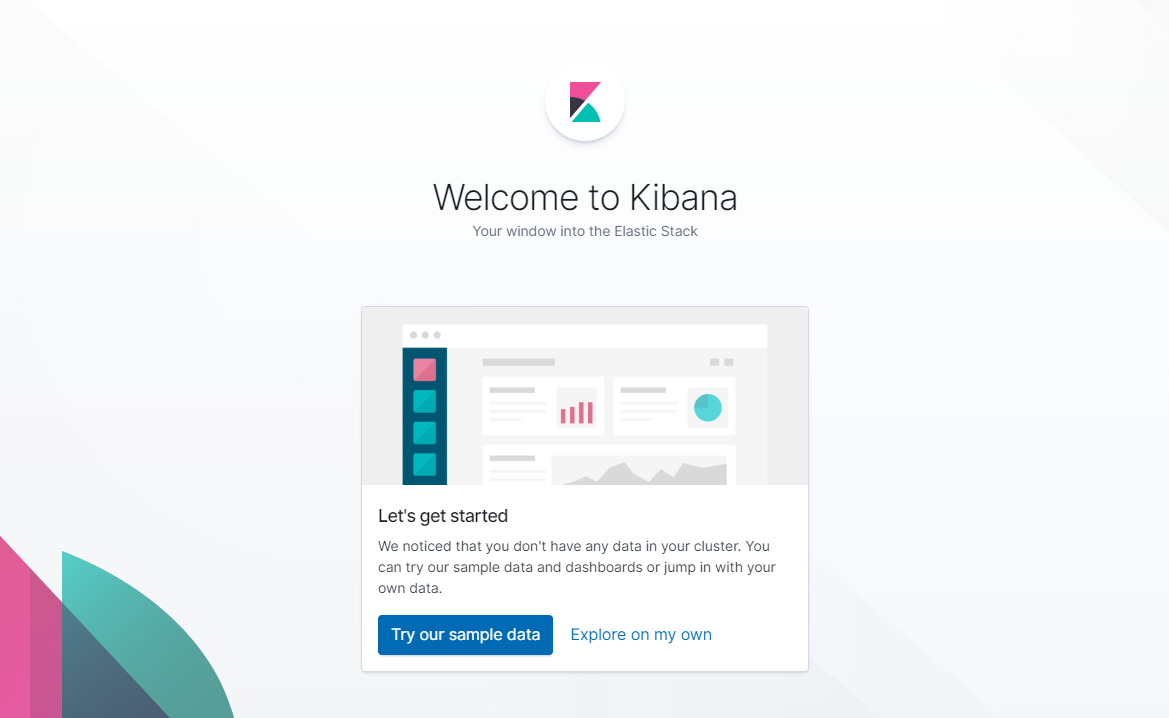 Welcome to Kibana
Your window into the Elastic Stack
Let's get started
We noticed that you don't have any data in your cluster. You
can try our sample data and dashboards or jump in with your
own data.
Try our sample data
Explore on my own